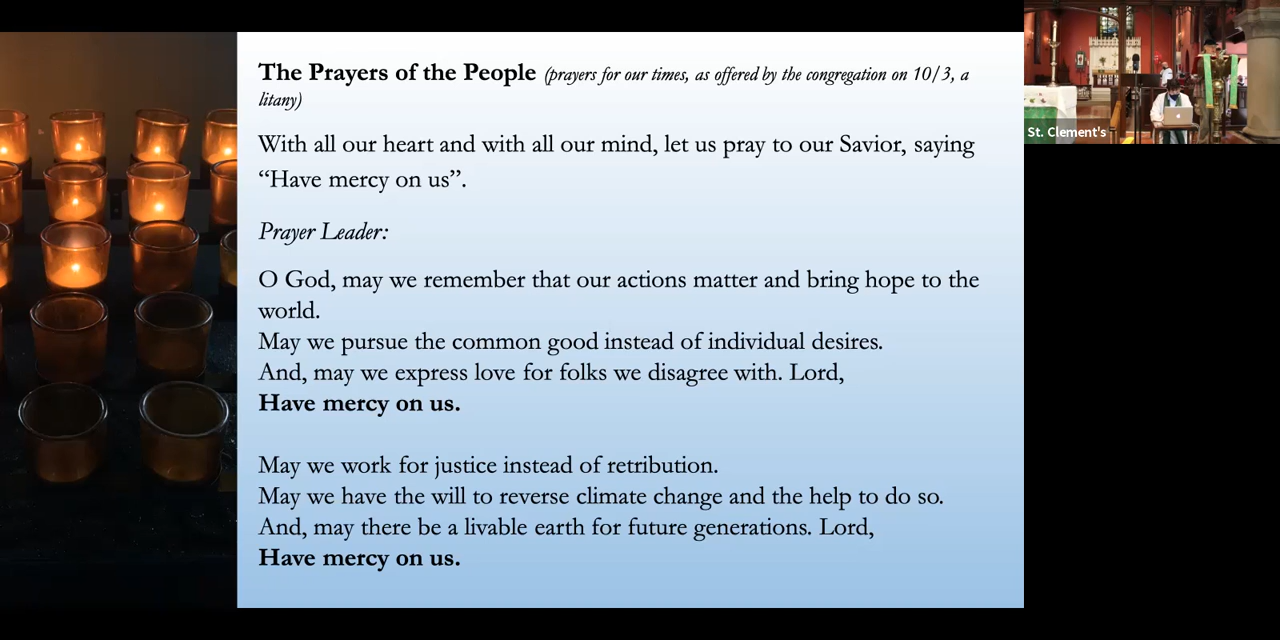 The Prayers of the People (prayers for our times, as offered by the congregation on 10/3, a
litany)
With all our heart and with all our mind, let us pray to our Savior, saying
“Have mercy on us”.
Prayer Leader:
O God, may we remember that our actions matter and bring hope to the
world.
May we pursue the common good instead of individual desires.
And, may we express love for folks we disagree with. Lord,
Have mercy on us.
May we work for justice instead of retribution.
May we have the will to reverse climate change and the help to do so.
And, may there be a livable earth for future generations. Lord,
Have mercy on us.
St. Clement's